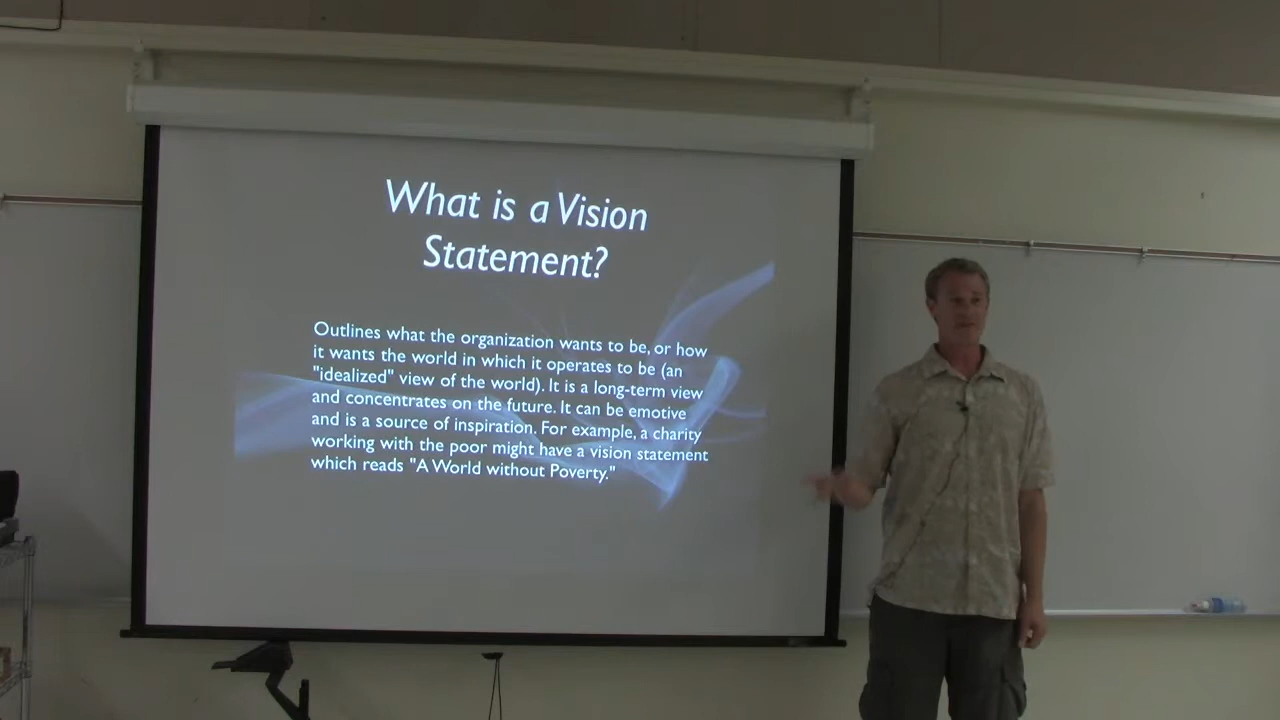 What is a Vision
Statement?
Outlines what the organization wants to be, or how
it wants the world in which it operates to be (an
"idealized" view of the world). It is a long-term view
and concentrates on the future. It can be emotive
and is a source of inspiration. For example, a charity
working with the poor might have a vision statement
which reads "A World without Poverty."